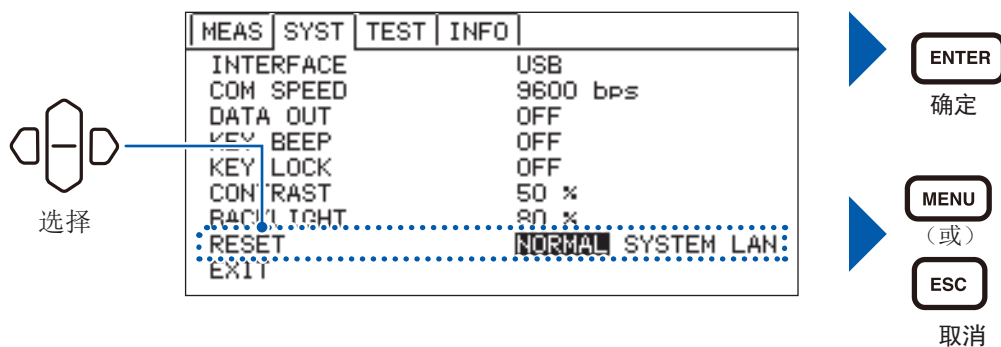 MEAS SYST TEST INFO
INTERFACE USB
COM SPEED 9600 bps
DATA OUT OFF
KEY BEEP OFF
KEY LOCK OFF
CONTRAST 50 %
BACKLIGHT 80 %
RESET NORMAL SYSTEM LAN
EXIT
选择
ENTER
确定
MENU
（或）
ESC
取消